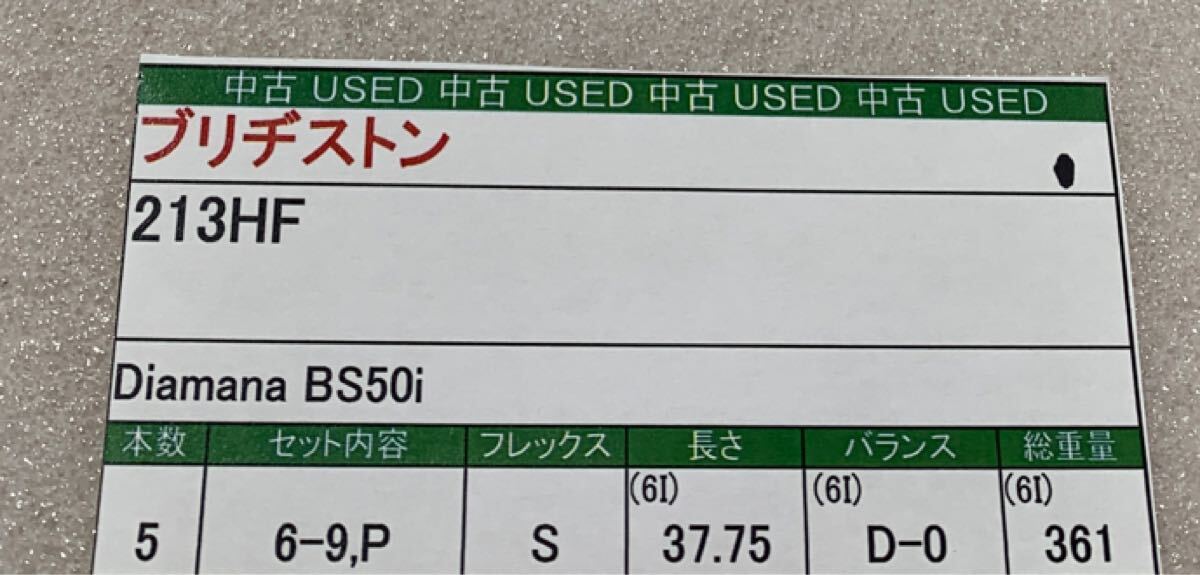 中古 USED 中古 USED 中古 USED 中古 USED
ブリヂストン
213HF
Diamana BS50i
本数 セット内容 フレックス 長さ バランス 総重量
(6I) (6I) (6I)
5 6-9,P S 37.75 D-0 361